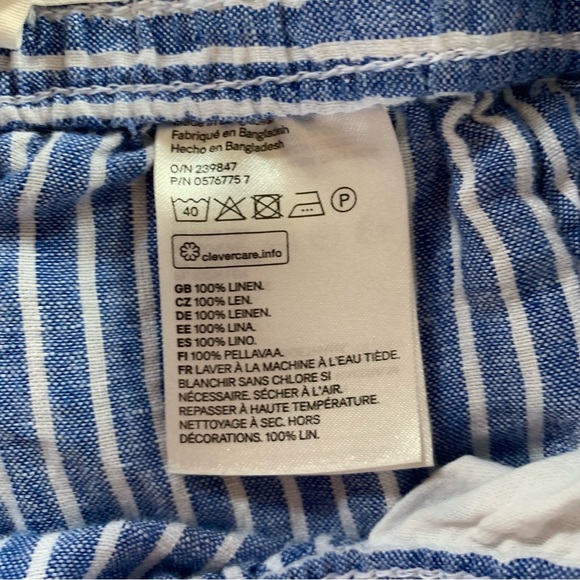 Fabriqué en Bangladesh
Hecho en Bangladesh
O/N 239847
P/N 0576775 7
40
P
clevercare.info
GB 100% LINEN.
CZ 100% LEN.
DE 100% LEINEN.
EE 100% LINA.
ES 100% LINO.
FI 100% PELLAVAA.
FR LAVER À LA MACHINE À L'EAU TIÈDE.
BLANCHIR SANS CHLORE SI
NÉCESSAIRE. SÉCHER À L'AIR.
REPASSER À HAUTE TEMPÉRATURE.
NETTOYAGE À SEC. HORS
DÉCORATIONS. 100% LIN.